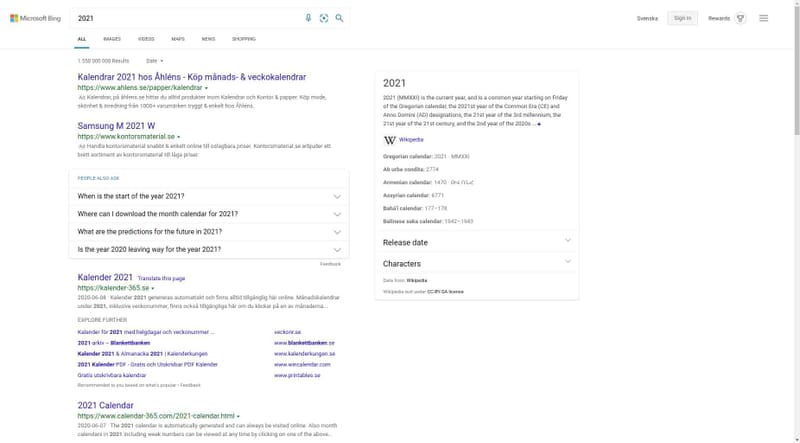 Microsoft Bing
2021
Svenska
Sign in
Rewards
ALL
IMAGES
VIDEOS
MAPS
NEWS
SHOPPING
1 550 000 000 Results
Date
Kalendrar 2021 hos Åhléns - Köp månads- & veckokalendrar
https://www.ahlens.se/papper/kalendrar
Ad Kalendrar, på åhlens.se hittar du alltid produkter inom Kalendrar och Kontor & papper. Köp mode,
skönhet & inredning från 1000+ varumärken tryggt & enkelt hos Åhléns.
Samsung M 2021 W
https://www.kontorsmaterial.se
Ad Handla kontorsmaterial snabbt & enkelt online till oslagbara priser. Kontorsmaterial.se erbjuder ett
brett sortiment av kontorsmaterial till låga priser.
PEOPLE ALSO ASK
When is the start of the year 2021?
Where can I download the month calendar for 2021?
What are the predictions for the future in 2021?
Is the year 2020 leaving way for the year 2021?
Feedback
Kalender 2021 Translate this page
https://kalender-365.se
2020-06-08 · Kalender 2021 genereras automatiskt och finns alltid tillgänglig här online. Månadskalendrar
under 2021, inklusive veckonummer, finns också tillgängliga här om du klickar på en av månaderna...
EXPLORE FURTHER
Kalender för 2021 med helgdagar och veckonummer ... veckonr.se
2021-arkiv – Blankettbanken www.blankettbanken.se
Kalender 2021 & Almanacka 2021 | Kalenderkungen www.kalenderkungen.se
2021 Kalender PDF - Gratis och Utskrivbar PDF Kalender www.wincalendar.com
Gratis utskrivbara kalendrar www.printables.se
Recommended to you based on what's popular • Feedback
2021 Calendar
https://www.calendar-365.com/2021-calendar.html
2020-06-07 · The 2021 calendar is automatically generated and can always be visited online. Also month
calendars in 2021 including week numbers can be viewed at any time by clicking on one of the above...
2021
2021 (MMXXI) is the current year, and is a common year starting on Friday
of the Gregorian calendar, the 2021st year of the Common Era (CE) and
Anno Domini (AD) designations, the 21st year of the 3rd millennium, the
21st year of the 21st century, and the 2nd year of the 2020s ...
W Wikipedia
Gregorian calendar: 2021 · MMXXI
Ab urbe condita: 2774
Armenian calendar: 1470 ·
Assyrian calendar: 6771
Bahá'í calendar: 177–178
Balinese saka calendar: 1942–1943
Release date
Characters
Data from: Wikipedia
Wikipedia text under CC-BY-SA license